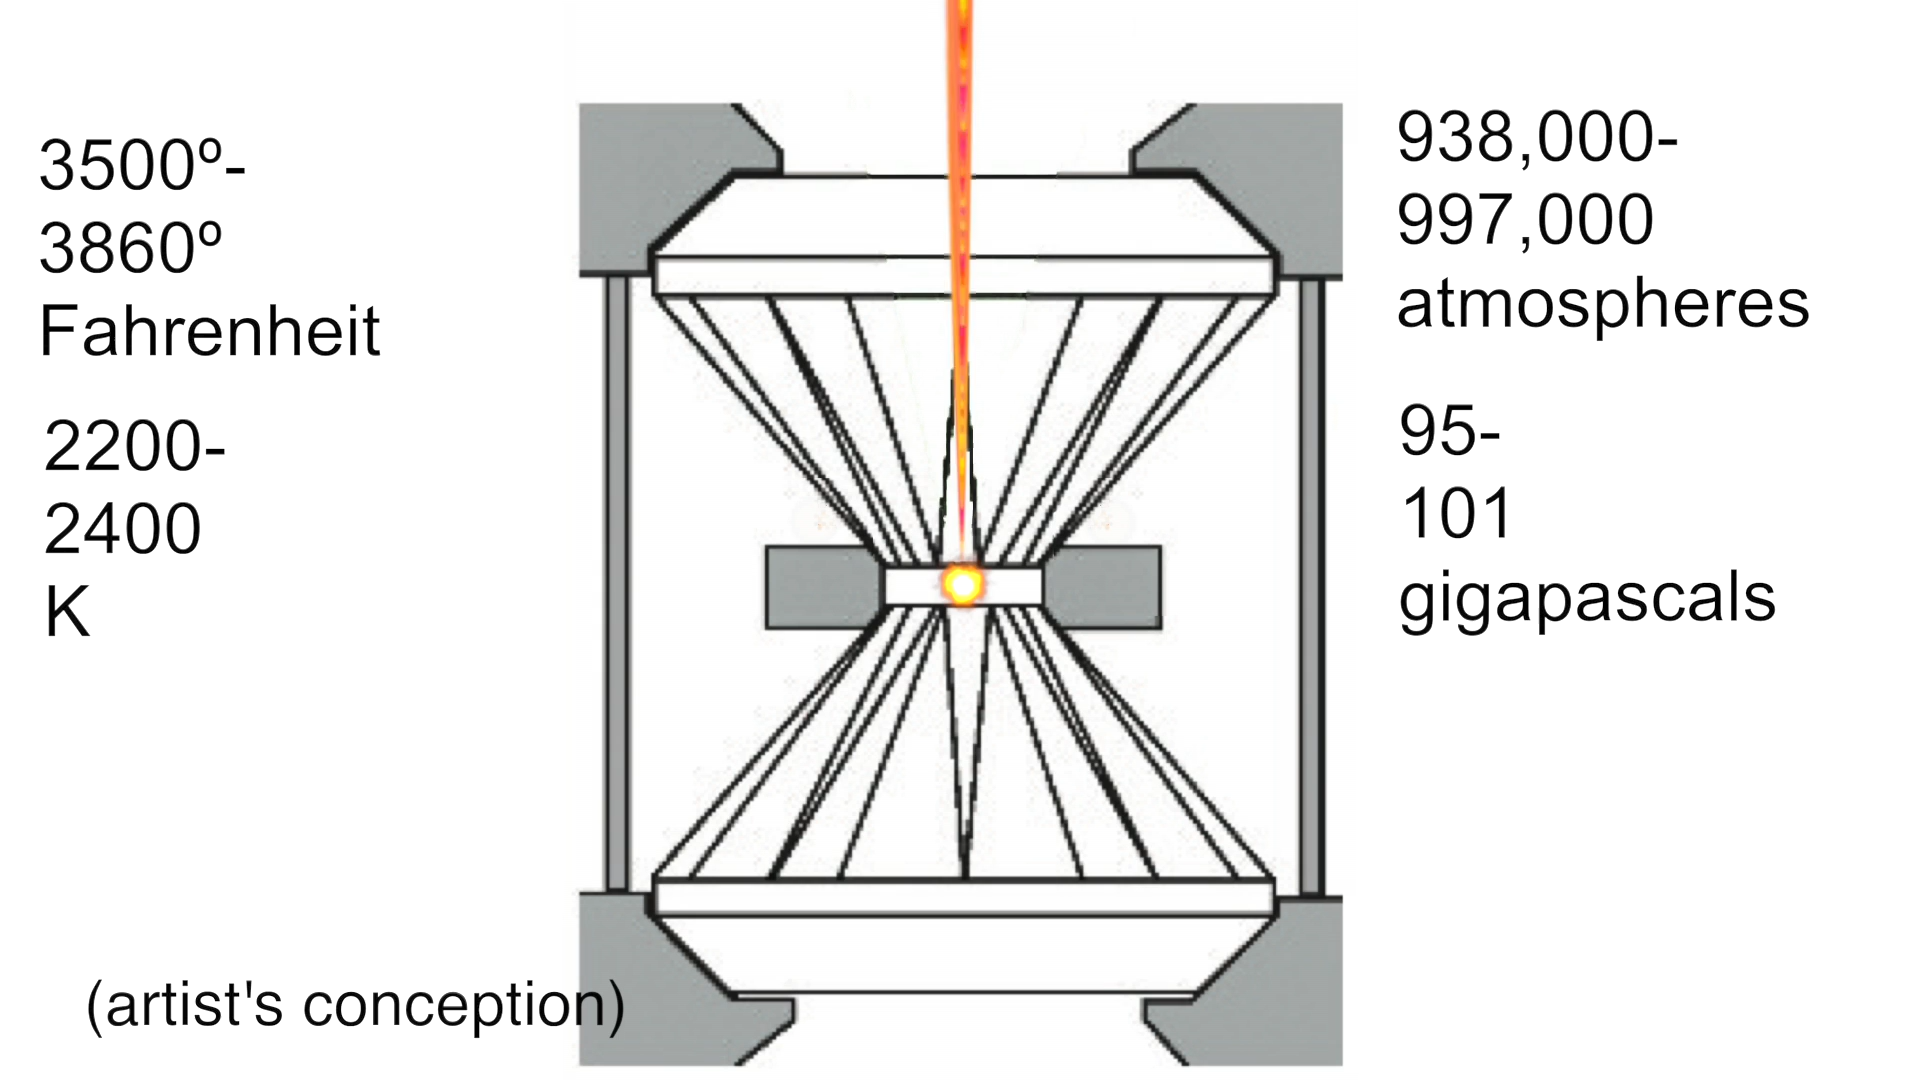 3500º-
3860º
Fahrenheit
2200-
2400
K
938,000-
997,000
atmospheres
95-
101
gigapascals
(artist's conception)